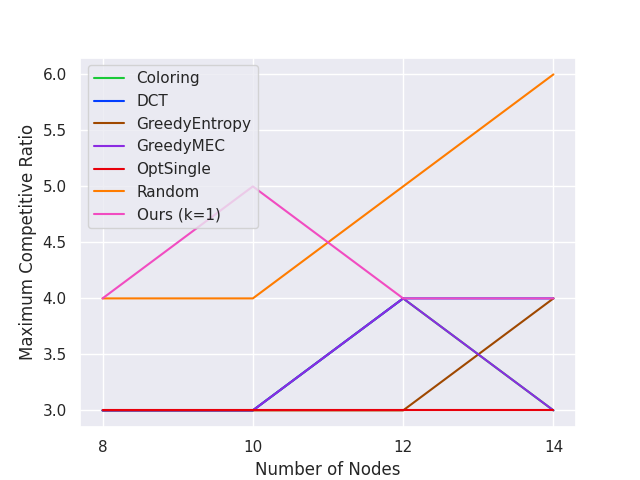 6.0
5.5
5.0
4.5
4.0
3.5
3.0
Maximum Competitive Ratio
Coloring
DCT
GreedyEntropy
GreedyMEC
OptSingle
Random
Ours (k=1)
8
10
12
14
Number of Nodes